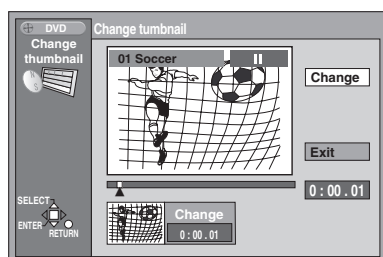 DVD
Change tumbnail
Change
thumbnail
01 Soccer
Change
Exit
0 : 00 . 01
SELECT
ENTER
RETURN
Change
0 : 00 . 01